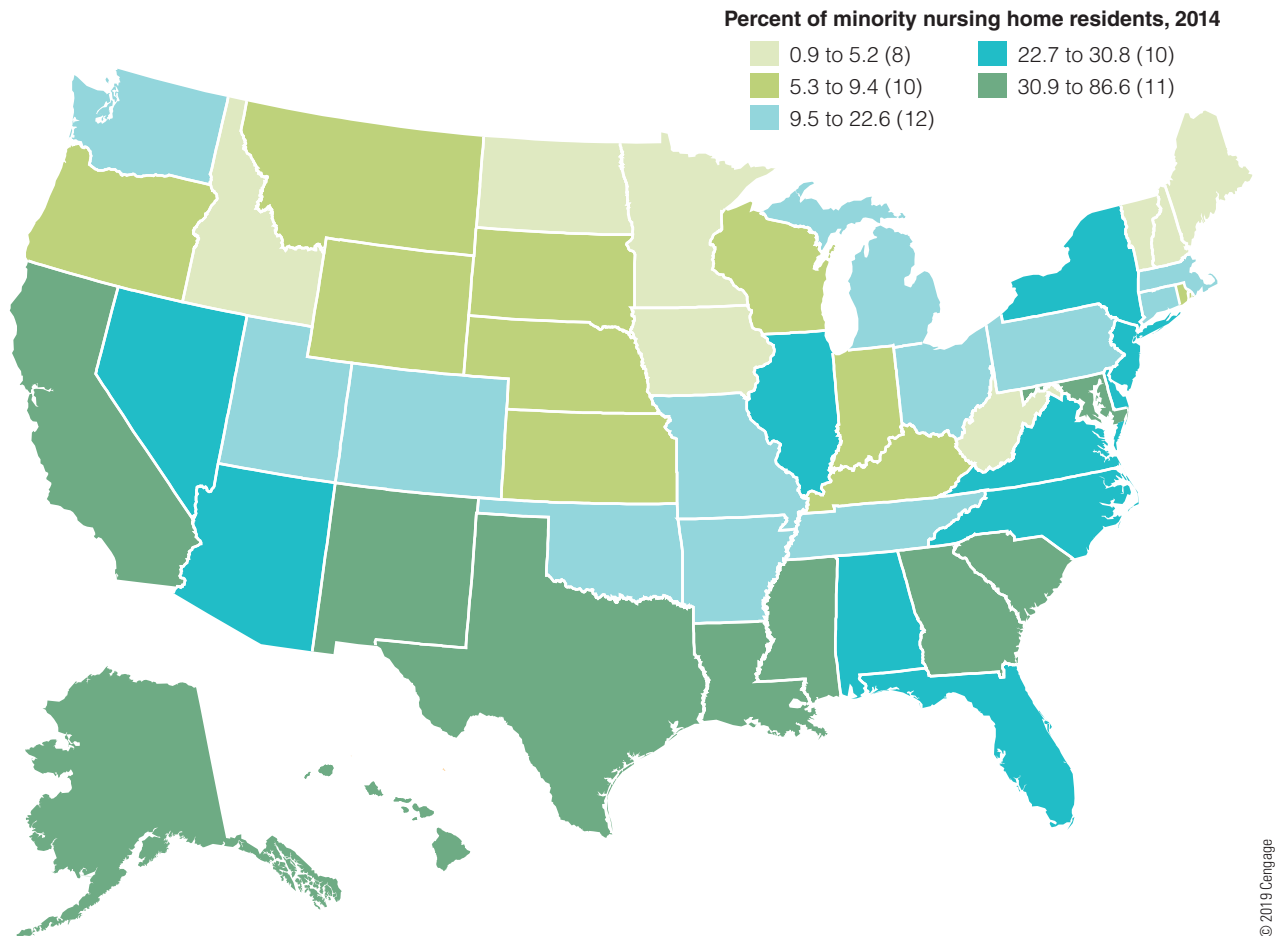 Percent of minority nursing home residents, 2014
0.9 to 5.2 (8)
5.3 to 9.4 (10)
9.5 to 22.6 (12)
22.7 to 30.8 (10)
30.9 to 86.6 (11)
© 2019 Cengage